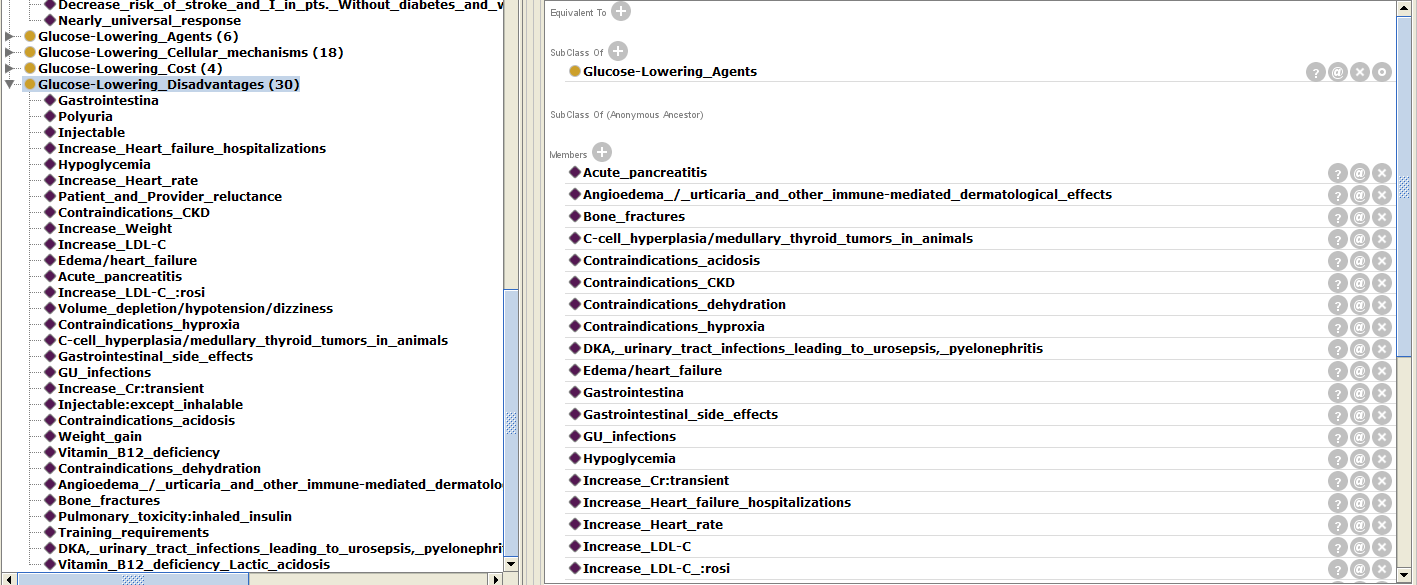 Decrease_risk_of_stroke_and_I_in_pts._Without_diabetes_and_
Nearly_universal_response
Glucose-Lowering_Agents (6)
Glucose-Lowering_Cellular_mechanisms (18)
Glucose-Lowering_Cost (4)
Glucose-Lowering_Disadvantages (30)
Gastrointestina
Polyuria
Injectable
Increase_Heart_failure_hospitalizations
Hypoglycemia
Increase_Heart_rate
Patient_and_Provider_reluctance
Contraindications_CKD
Increase_Weight
Increase_LDL-C
Edema/heart_failure
Acute_pancreatitis
Increase_LDL-C_:rosi
Volume_depletion/hypotension/dizziness
Contraindications_hyproxia
C-cell_hyperplasia/medullary_thyroid_tumors_in_animals
Gastrointestinal_side_effects
GU_infections
Increase_Cr:transient
Injectable:except_inhalable
Contraindications_acidosis
Weight_gain
Vitamin_B12_deficiency
Contraindications_dehydration
Angioedema_/_urticaria_and_other_immune-mediated_dermatolo
Bone_fractures
Pulmonary_toxicity:inhaled_insulin
Training_requirements
DKA,_urinary_tract_infections_leading_to_urosepsis,_pyelonephri
Vitamin_B12_deficiency_Lactic_acidosis
Equivalent To
SubClass Of
Glucose-Lowering_Agents
SubClass Of (Anonymous Ancestor)
Members
Acute_pancreatitis
Angioedema_/_urticaria_and_other_immune-mediated_dermatological_effects
Bone_fractures
C-cell_hyperplasia/medullary_thyroid_tumors_in_animals
Contraindications_acidosis
Contraindications_CKD
Contraindications_dehydration
Contraindications_hyproxia
DKA,_urinary_tract_infections_leading_to_urosepsis,_pyelonephritis
Edema/heart_failure
Gastrointestina
Gastrointestinal_side_effects
GU_infections
Hypoglycemia
Increase_Cr:transient
Increase_Heart_failure_hospitalizations
Increase_Heart_rate
Increase_LDL-C
Increase_LDL-C_:rosi